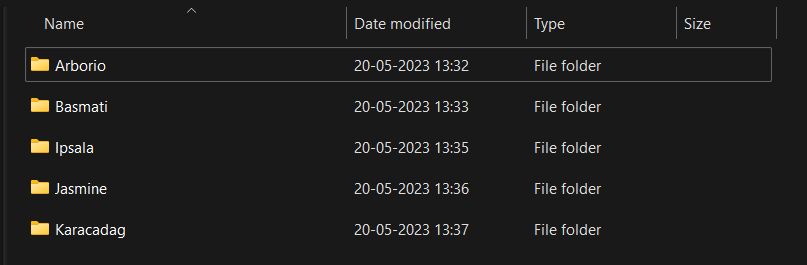 Name Date modified Type Size
Arborio 20-05-2023 13:32 File folder
Basmati 20-05-2023 13:33 File folder
Ipsala 20-05-2023 13:35 File folder
Jasmine 20-05-2023 13:36 File folder
Karacadag 20-05-2023 13:37 File folder